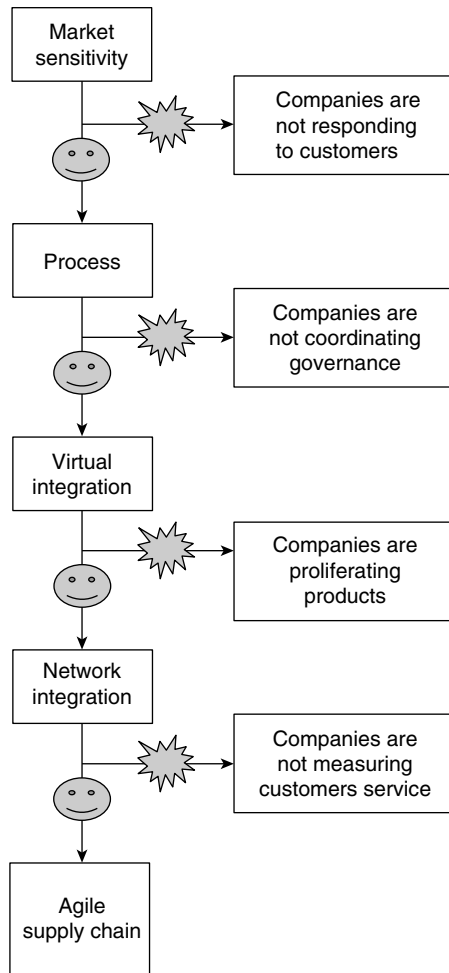 Market
sensitivity
Companies are
not responding
to customers
Process
Companies are
not coordinating
governance
Virtual
integration
Companies are
proliferating
products
Network
integration
Companies are
not measuring
customers service
Agile
supply chain